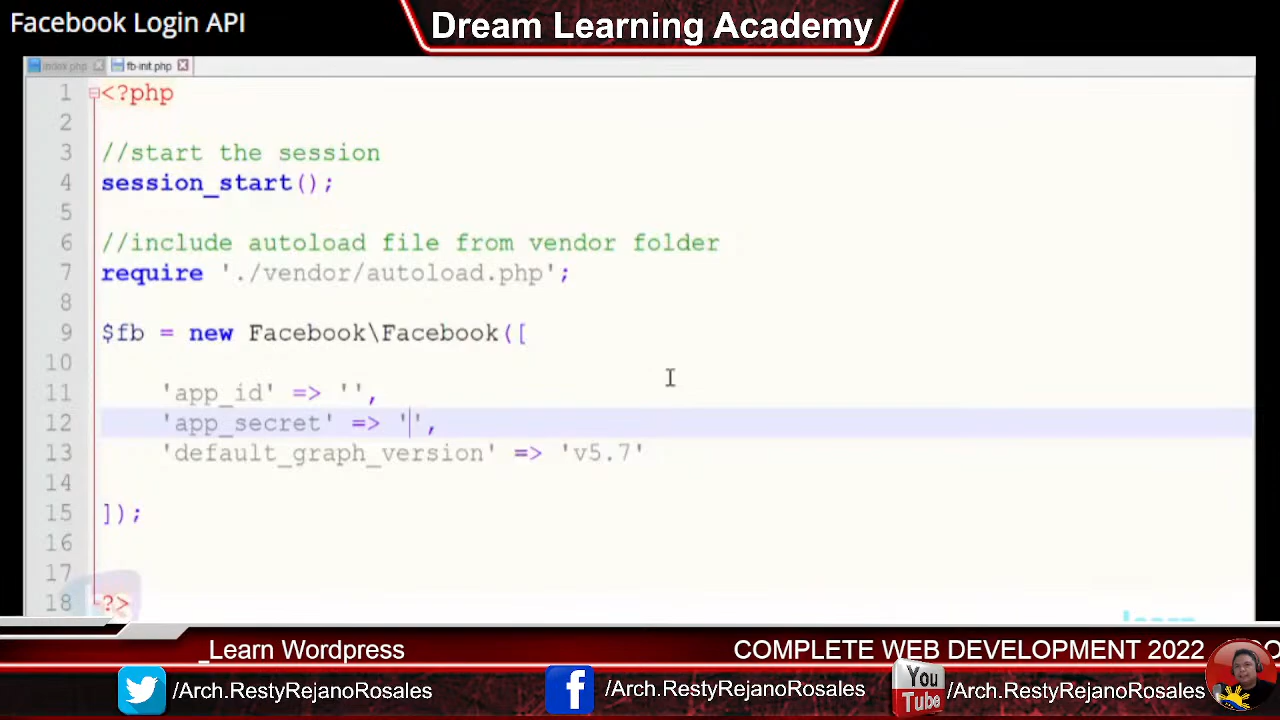 Facebook Login API
Dream Learning Academy
index.php
fb-init.php
1 <?php
2
3 //start the session
4 session_start();
5
6 //include autoload file from vendor folder
7 require './vendor/autoload.php';
8
9 $fb = new Facebook\Facebook([
10
11 'app_id' => '',
12 'app_secret' => '',
13 'default_graph_version' => 'v5.7'
14
15 ]);
16
17
18 ?>
_Learn Wordpress
COMPLETE WEB DEVELOPMENT 2022
/Arch.RestyRejanoRosales
f
/Arch.RestyRejanoRosales
You
Tube
/Arch.RestyRejanoRosales